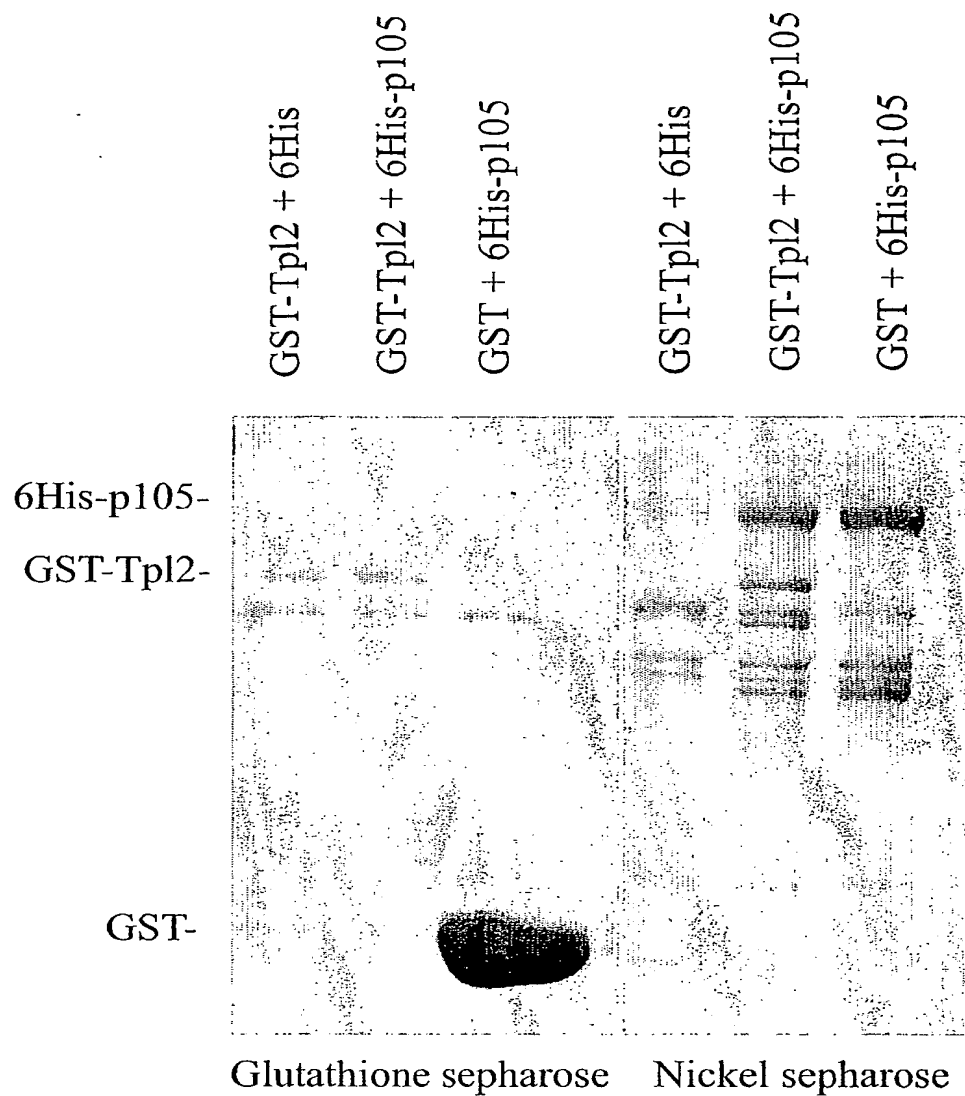 GST-Tpl2 + 6His
GST-Tpl2 + 6His-p105
GST + 6His-p105
GST-Tpl2 + 6His
GST-Tpl2 + 6His-p105
GST + 6His-p105
6His-p105-
GST-Tpl2-
GST-
Glutathione sepharose
Nickel sepharose